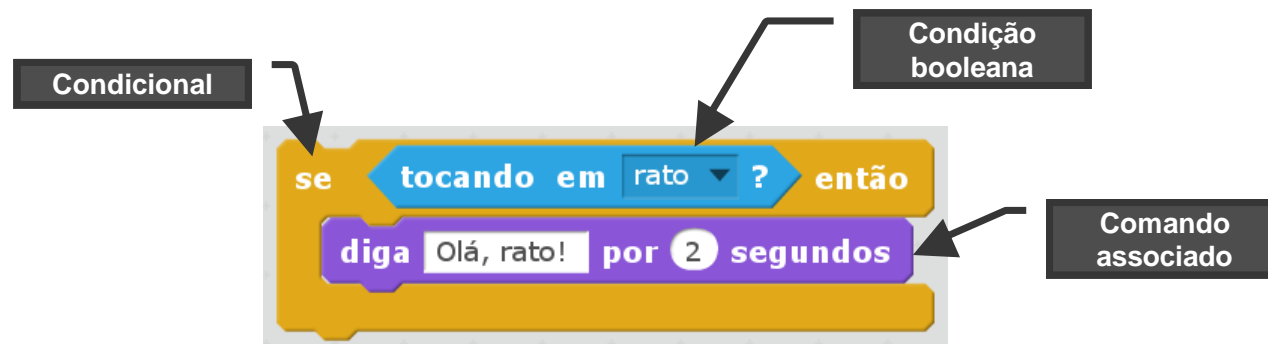 Condição
booleana
Condicional
se tocando em rato ? então
diga Olá, rato! por 2 segundos
Comando
associado